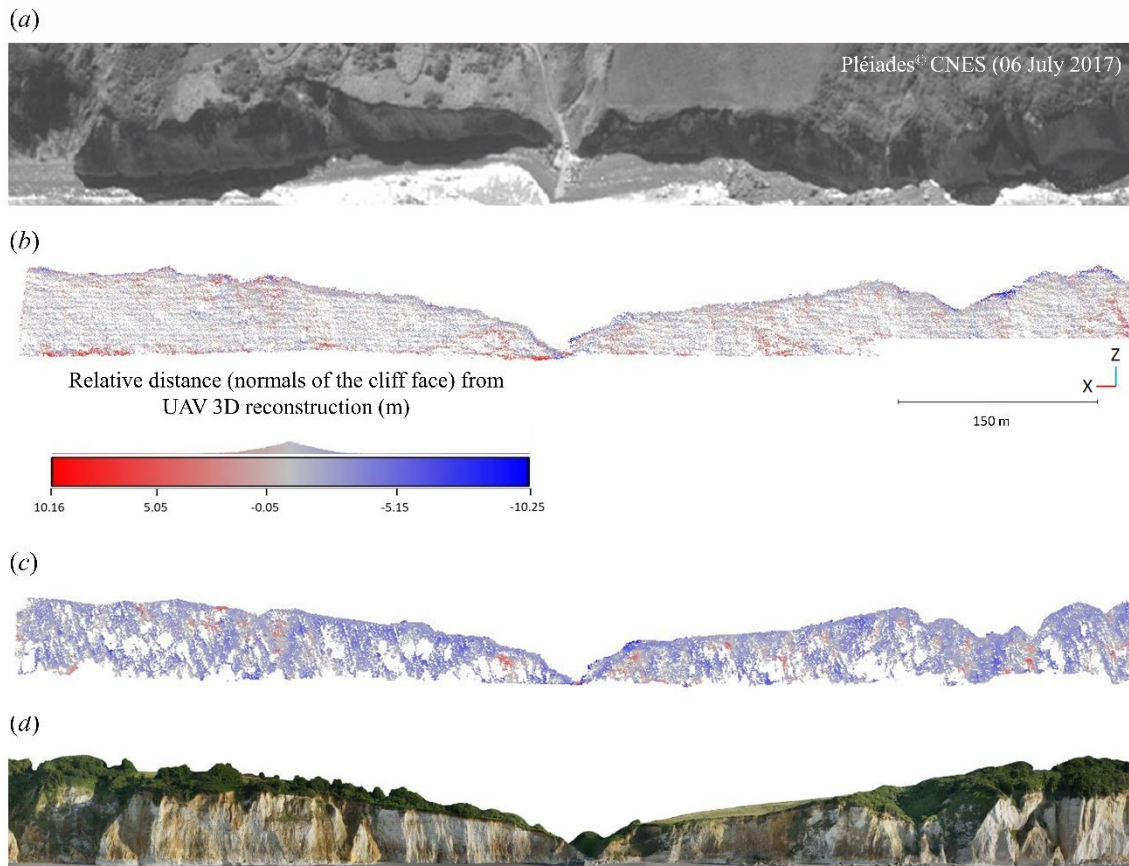 (a)
Pléiades© CNES (06 July 2017)
(b)
Relative distance (normals of the cliff face) from
UAV 3D reconstruction (m)
Z
X
150 m
10.16 5.05 -0.05 -5.15 -10.25
(c)
(d)